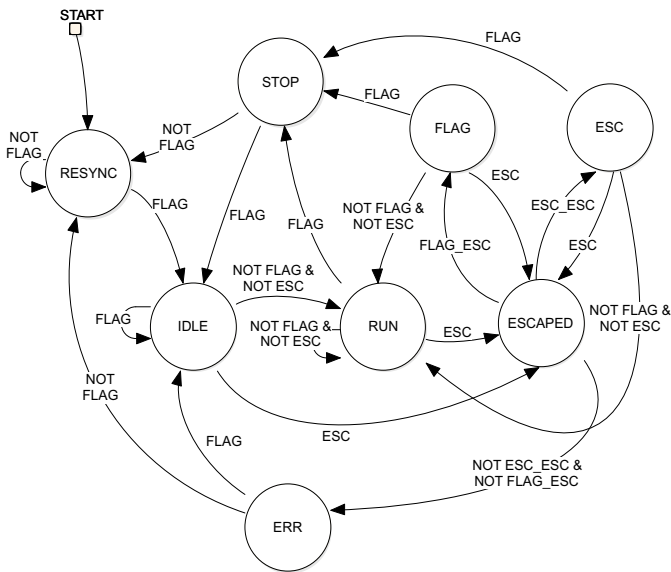 START
FLAG
STOP
FLAG
NOT
FLAG
FLAG
ESC
NOT
FLAG
RESYNC
ESC
FLAG
NOT FLAG &
NOT ESC
ESC_ESC
FLAG
FLAG
FLAG_ESC
ESC
NOT FLAG &
NOT ESC
FLAG
IDLE
NOT FLAG &
NOT ESC
RUN
ESC
ESCAPED
NOT FLAG &
NOT ESC
NOT
FLAG
ESC
FLAG
NOT ESC_ESC &
NOT FLAG_ESC
ERR